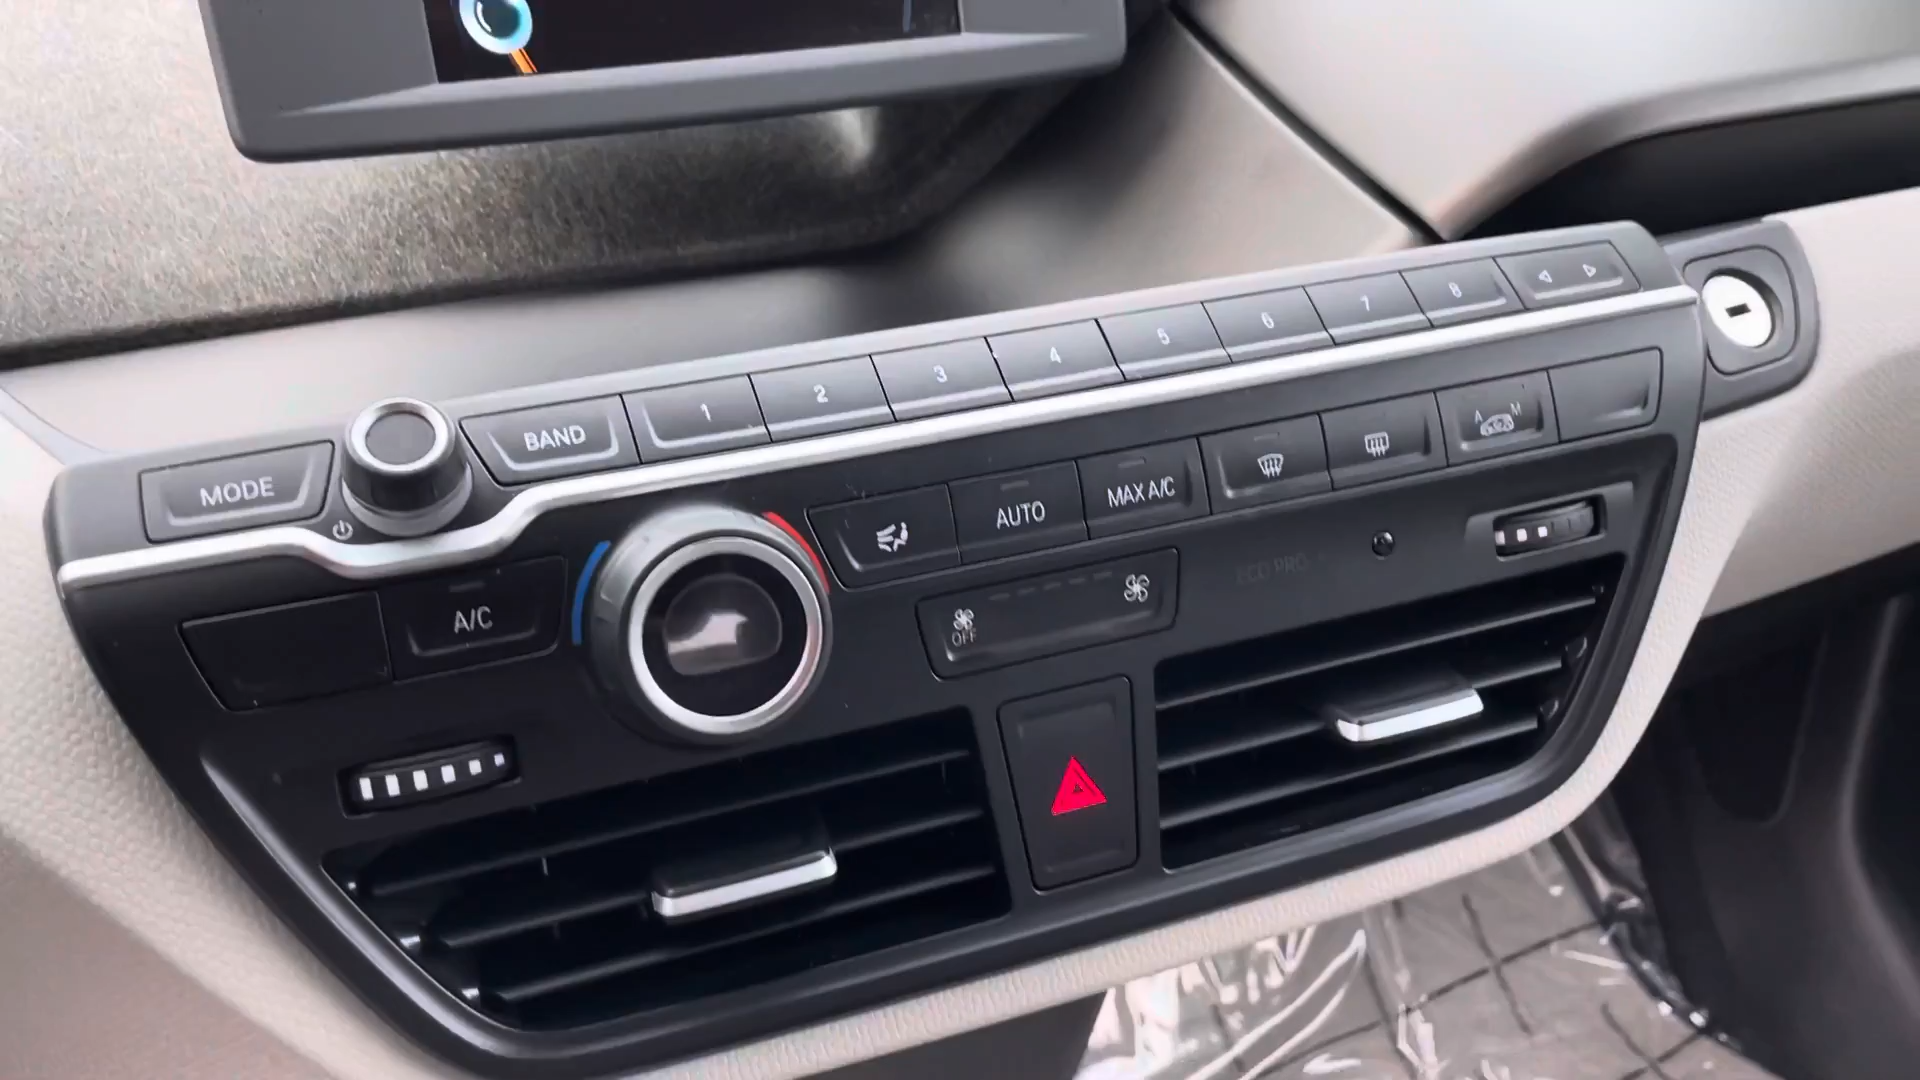 MODE
BAND
1
2
3
4
5
6
7
8
A/C
AUTO
MAX A/C
A M
OFF
ECO PRO